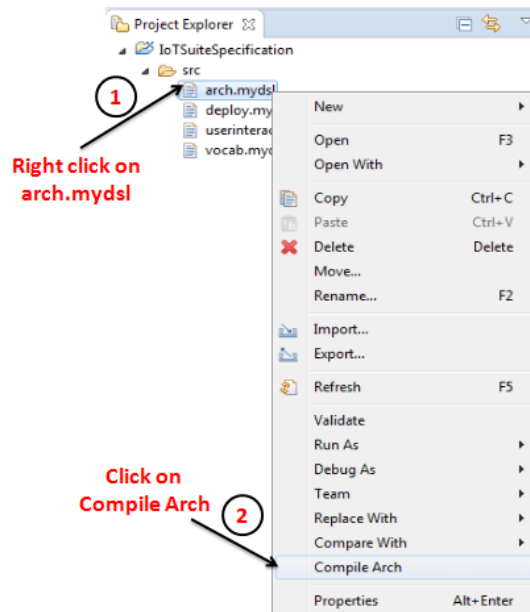 Project Explorer
IoTSuiteSpecification
src
arch.mydsl
deploy.my
userinterac
vocab.myd
1
Right click on
arch.mydsl
New
Open F3
Open With
Copy Ctrl+C
Paste Ctrl+V
Delete Delete
Move...
Rename... F2
Import...
Export...
Refresh F5
Validate
Run As
Debug As
Team
Replace With
Compare With
Compile Arch
Properties Alt+Enter
Click on
Compile Arch
2